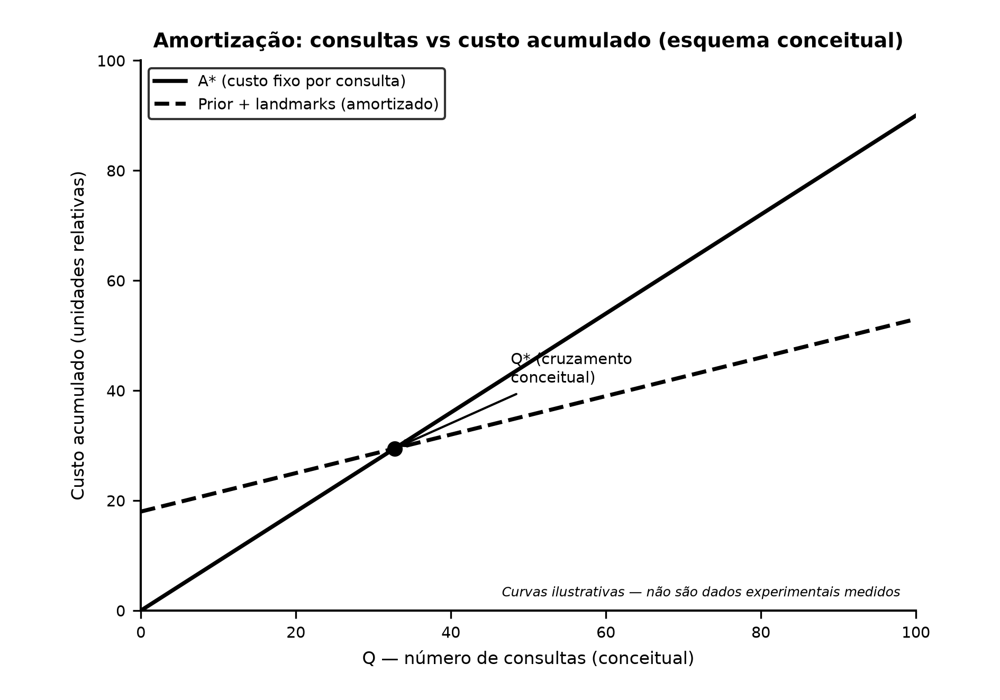 Amortização: consultas vs custo acumulado (esquema conceitual)
100
A* (custo fixo por consulta)
Prior + landmarks (amortizado)
80
60
40
20
0
Custo acumulado (unidades relativas)
Q* (cruzamento
conceitual)
Curvas ilustrativas — não são dados experimentais medidos
0 20 40 60 80 100
Q — número de consultas (conceitual)